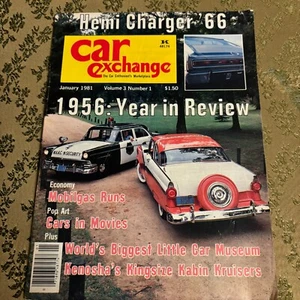 Hemi Charger '66
car
exchange
The Car Enthusiast's Marketplace
K
January 1981 Volume 3 Number 1 $1.50
1956: Year in Review
Economy
Mobilgas Runs
Pop Art
Cars in Movies
Plus
World's Biggest Little Car Museum
Kenosha's Kingsize Kabin Kruisers